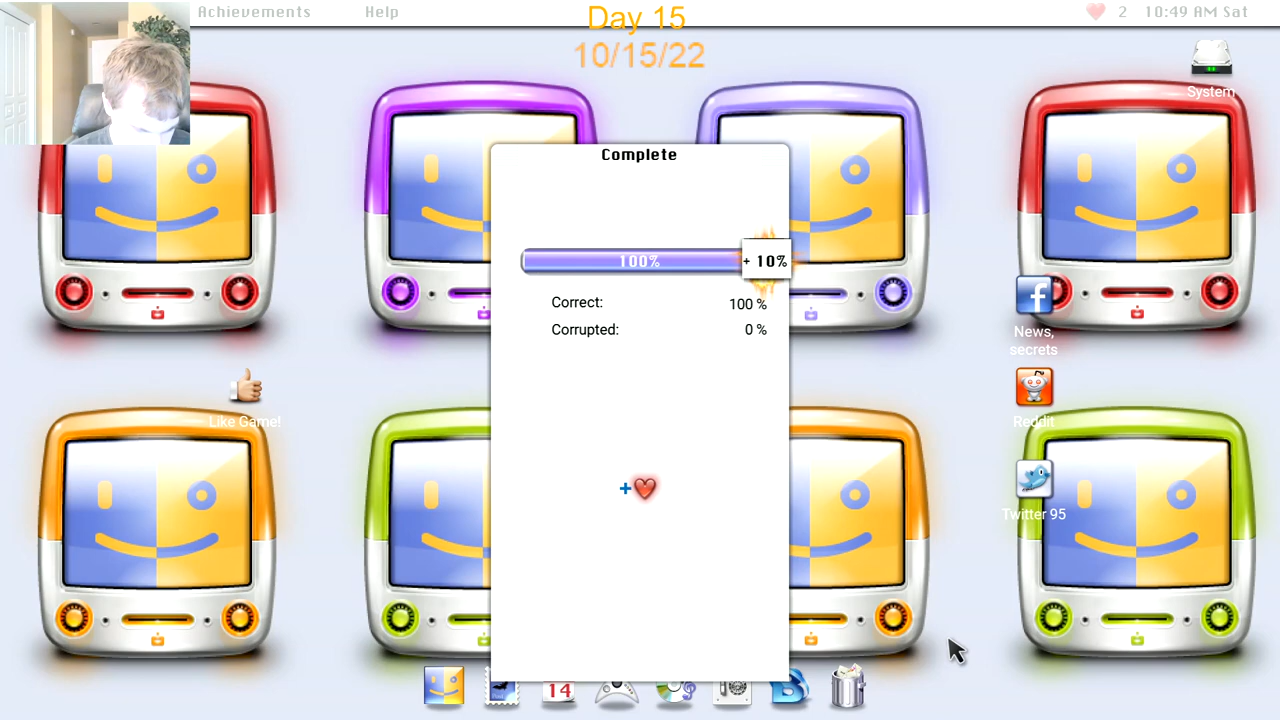 Achievements
Help
2
10:49 AM Sat
Day 15
10/15/22
System
Complete
100%
+ 10%
Correct:
100 %
Corrupted:
0 %
News,
secrets
Like Game!
Reddit
+
Twitter 95
14